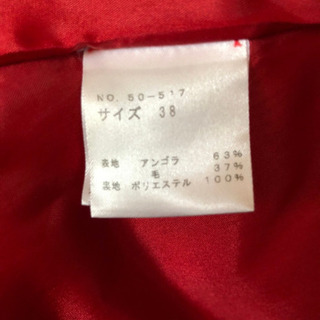 NO. 50-517
サイズ 38
表地 アンゴラ 63%
毛 37%
裏地 ポリエステル 100%